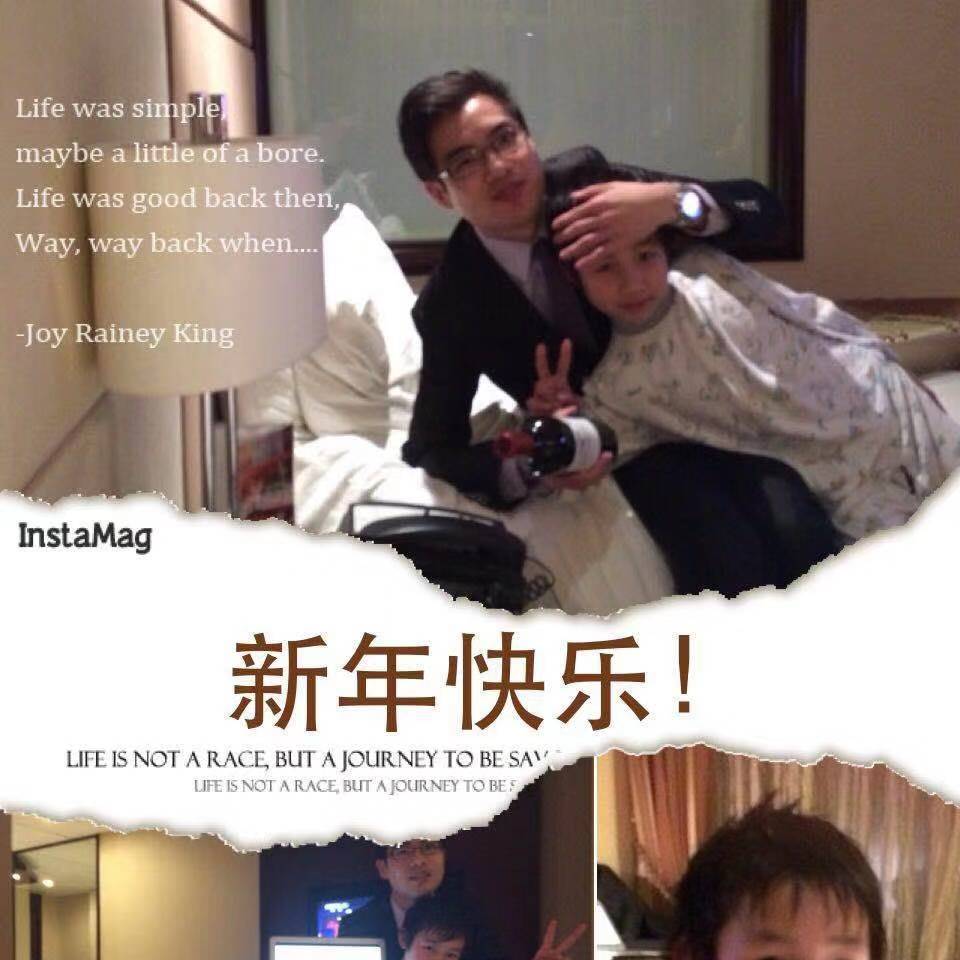 Life was simple,
maybe a little of a bore.
Life was good back then,
Way, way back when....
-Joy Rainey King
InstaMag
新年快乐!
LIFE IS NOT A RACE, BUT A JOURNEY TO BE
LIFE IS NOT A RACE, BUT A JOURNEY TO BE